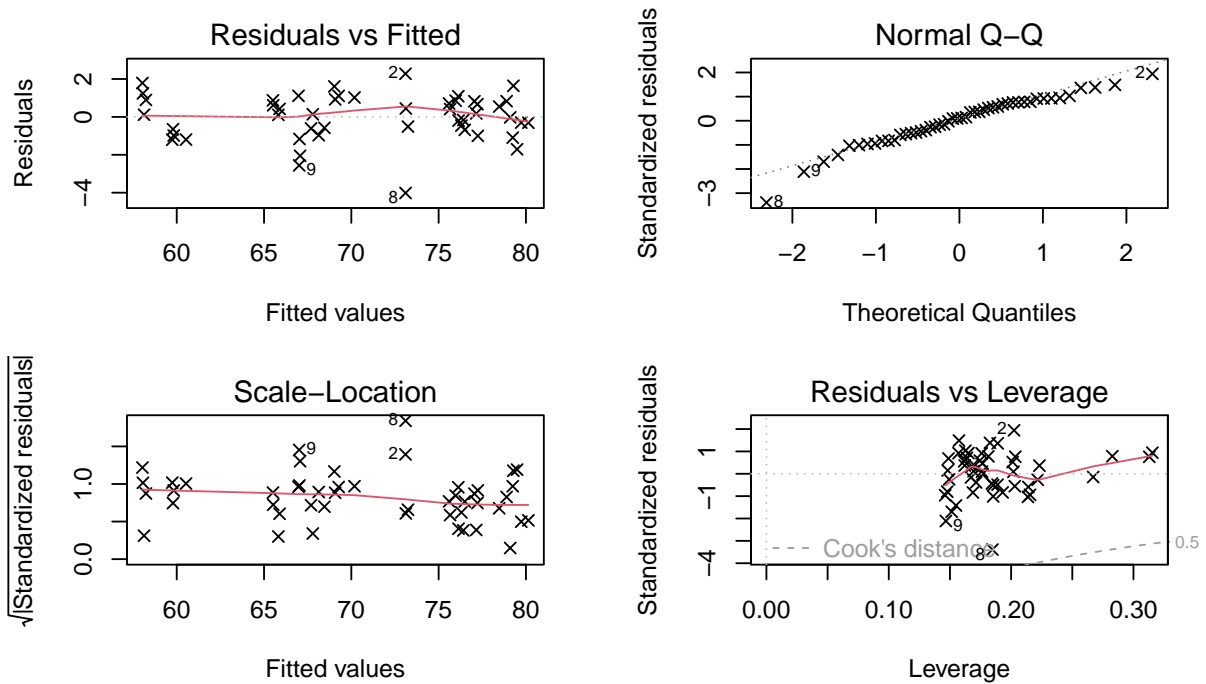 Residuals vs Fitted
Residuals
2
0
−4
2
9
8
60 65 70 75 80
Fitted values
Normal Q−Q
Standardized residuals
2
0
−3
2
9
8
−2 −1 0 1 2
Theoretical Quantiles
Scale−Location
√|Standardized residuals|
1.0
0.0
8
9
2
60 65 70 75 80
Fitted values
Residuals vs Leverage
Standardized residuals
1
−1
−4
2
9
8
Cook's distance
0.5
0.00 0.10 0.20 0.30
Leverage